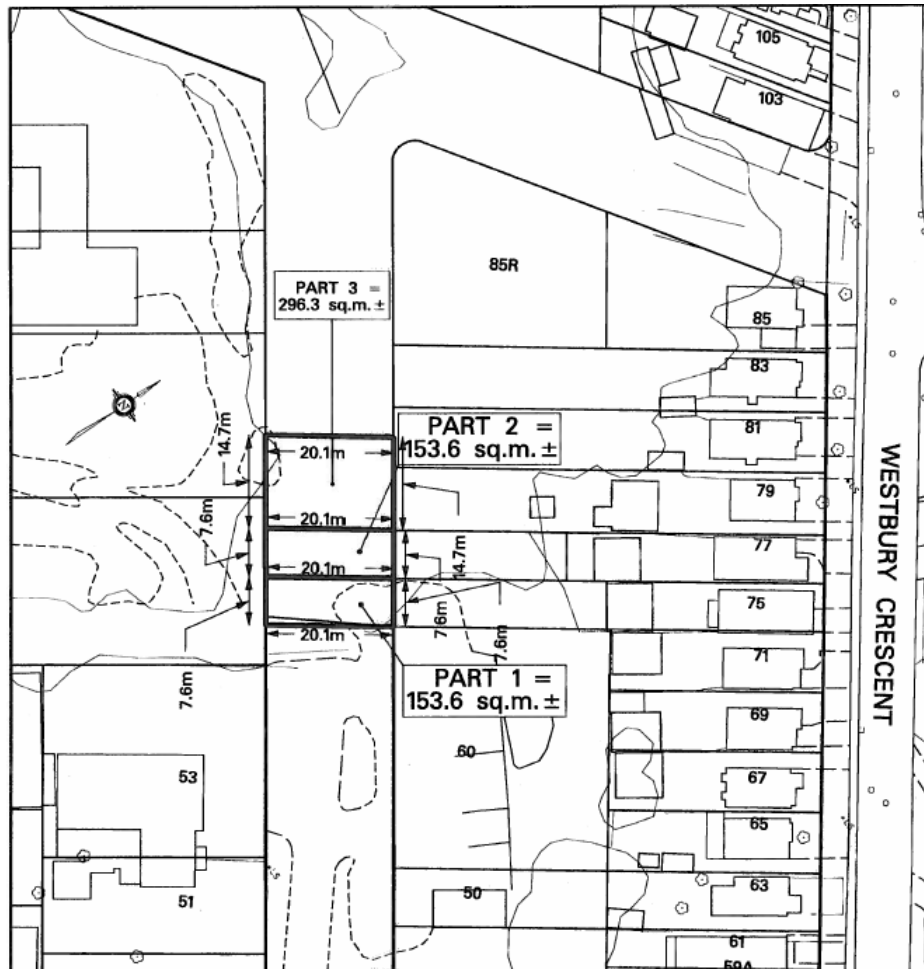 105
103
85R
PART 3 =
296.3 sq.m. ±
85
83
PART 2 =
153.6 sq.m. ±
81
14.7m
20.1m
79
WESTBURY CRESCENT
20.1m
7.6m
77
14.7m
20.1m
75
7.6m
7.6m
20.1m
71
PART 1 =
153.6 sq.m. ±
7.6m
69
60
53
67
65
50
63
51
61
59A